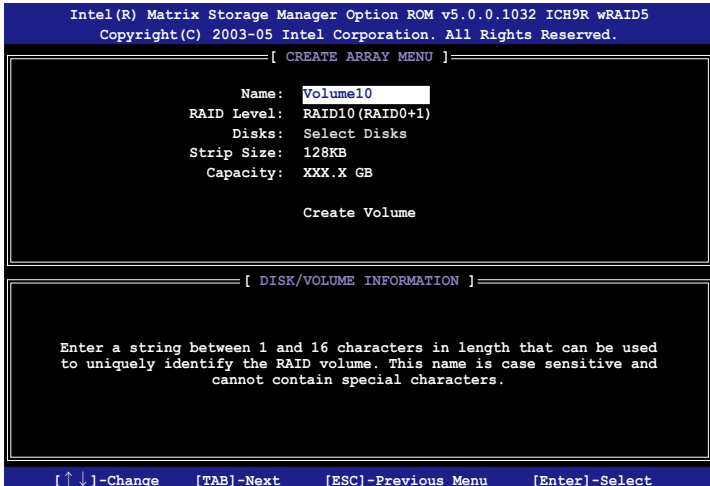 Intel(R) Matrix Storage Manager Option ROM v5.0.0.1032 ICH9R wRAID5
Copyright(C) 2003-05 Intel Corporation. All Rights Reserved.
[ CREATE ARRAY MENU ]
Name: Volume10
RAID Level: RAID10(RAID0+1)
Disks: Select Disks
Strip Size: 128KB
Capacity: XXX.X GB
Create Volume
[ DISK/VOLUME INFORMATION ]
Enter a string between 1 and 16 characters in length that can be used
to uniquely identify the RAID volume. This name is case sensitive and
cannot contain special characters.
[↑↓]-Change [TAB]-Next [ESC]-Previous Menu [Enter]-Select